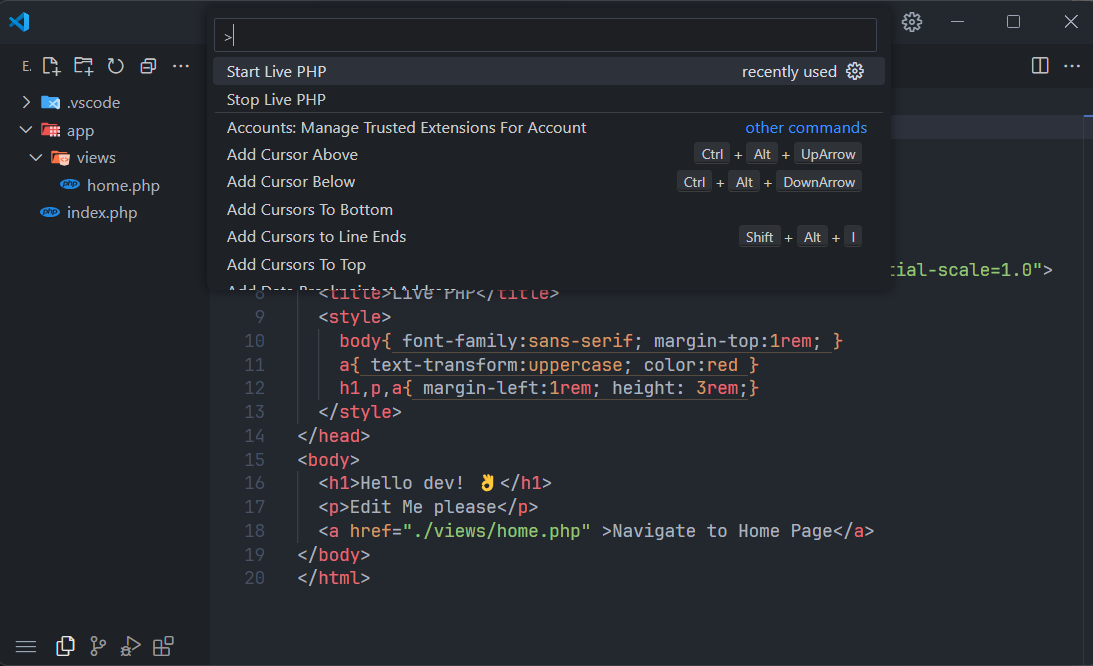 >
Start Live PHP recently used
Stop Live PHP
Accounts: Manage Trusted Extensions For Account other commands
Add Cursor Above Ctrl + Alt + UpArrow
Add Cursor Below Ctrl + Alt + DownArrow
Add Cursors To Bottom
Add Cursors to Line Ends Shift + Alt + I
Add Cursors To Top
E.
.vscode
app
views
php home.php
php index.php
tial-scale=1.0">
8 <title>Live PHP</title>
9 <style>
10 body{ font-family:sans-serif; margin-top:1rem; }
11 a{ text-transform:uppercase; color:red }
12 h1,p,a{ margin-left:1rem; height: 3rem;}
13 </style>
14 </head>
15 <body>
16 <h1>Hello dev! 👌</h1>
17 <p>Edit Me please</p>
18 <a href="./views/home.php" >Navigate to Home Page</a>
19 </body>
20 </html>